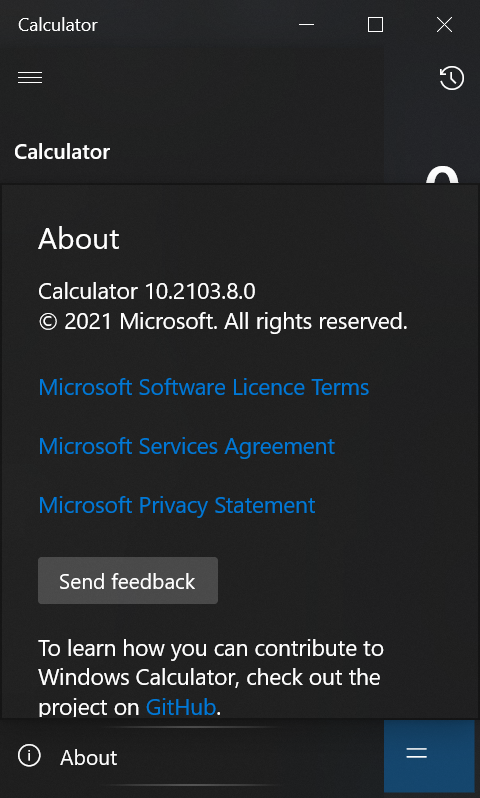 Calculator
Calculator
About
Calculator 10.2103.8.0
© 2021 Microsoft. All rights reserved.
Microsoft Software Licence Terms
Microsoft Services Agreement
Microsoft Privacy Statement
Send feedback
To learn how you can contribute to
Windows Calculator, check out the
project on GitHub.
About